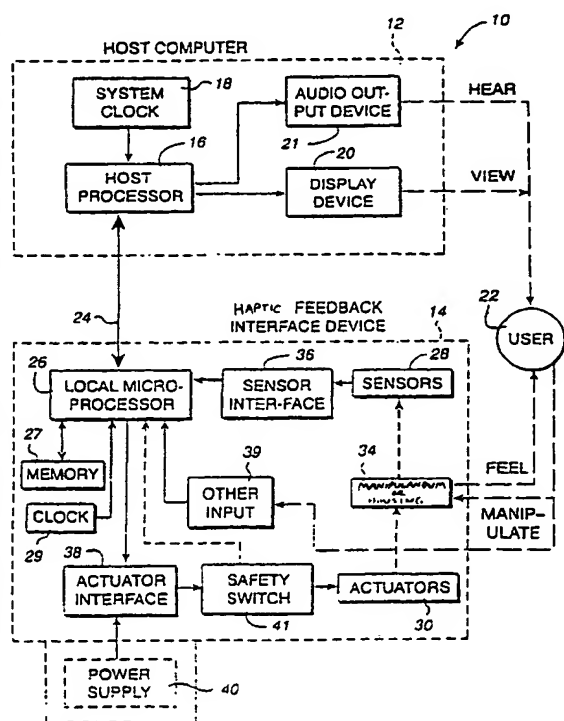 10
HOST COMPUTER
12
SYSTEM
CLOCK
18
AUDIO OUT-
PUT DEVICE
21
HEAR
16
HOST
PROCESSOR
20
DISPLAY
DEVICE
VIEW
24
HAPTIC FEEDBACK
INTERFACE DEVICE
14
22
USER
26
LOCAL MICRO-
PROCESSOR
36
SENSOR
INTER-FACE
28
SENSORS
27
MEMORY
39
OTHER
INPUT
34
MANIPULANDUM
OR
HOUSING
FEEL
MANIP-
ULATE
CLOCK
29
38
ACTUATOR
INTERFACE
SAFETY
SWITCH
41
ACTUATORS
30
POWER
SUPPLY
40